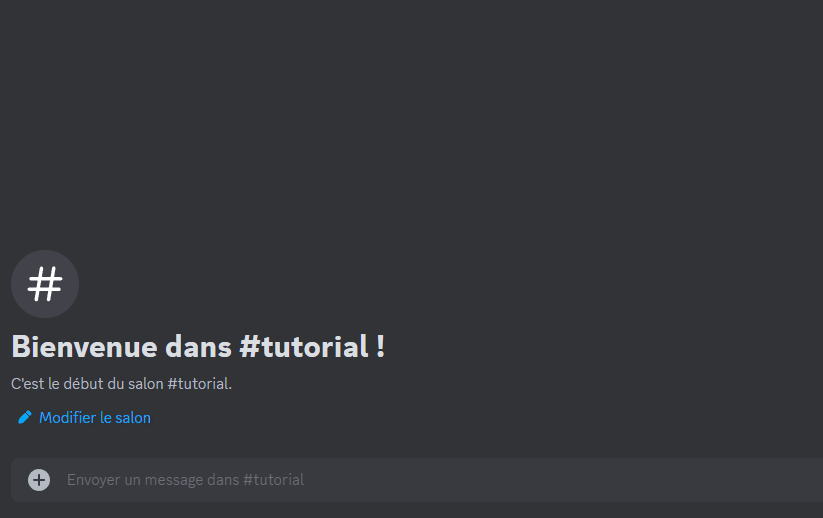 Bienvenue dans #tutorial !
C'est le début du salon #tutorial.
Modifier le salon
Envoyer un message dans #tutorial